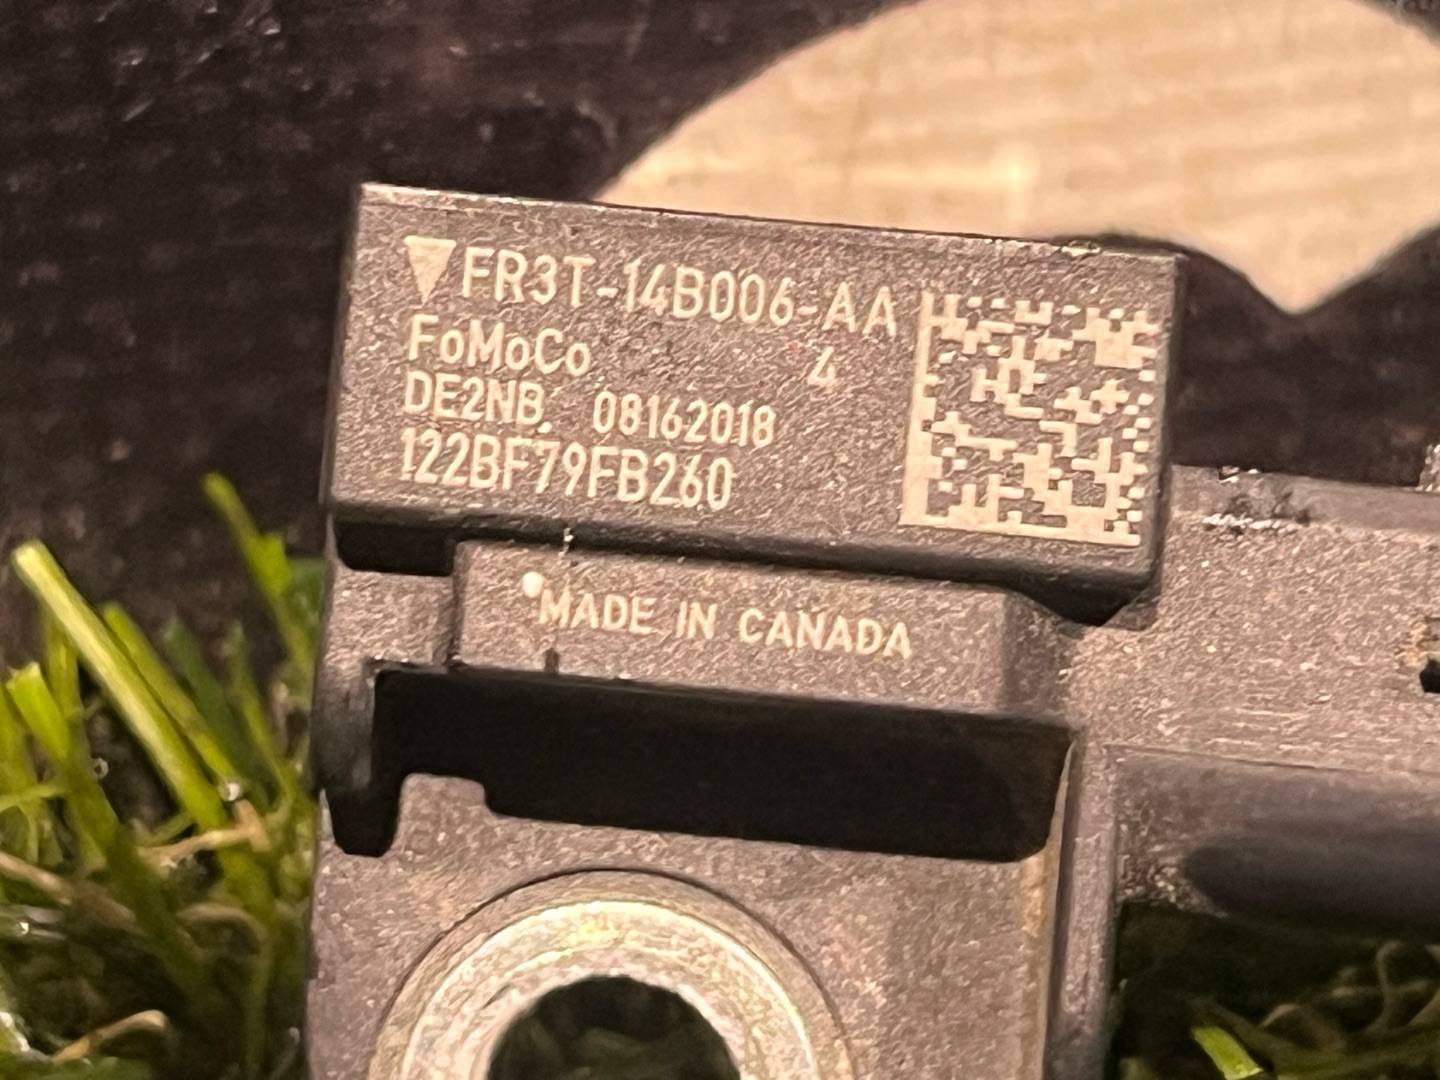 FR3T-14B006-AA
FoMoCo 4
DE2NB 08162018
122BF79FB260
MADE IN CANADA